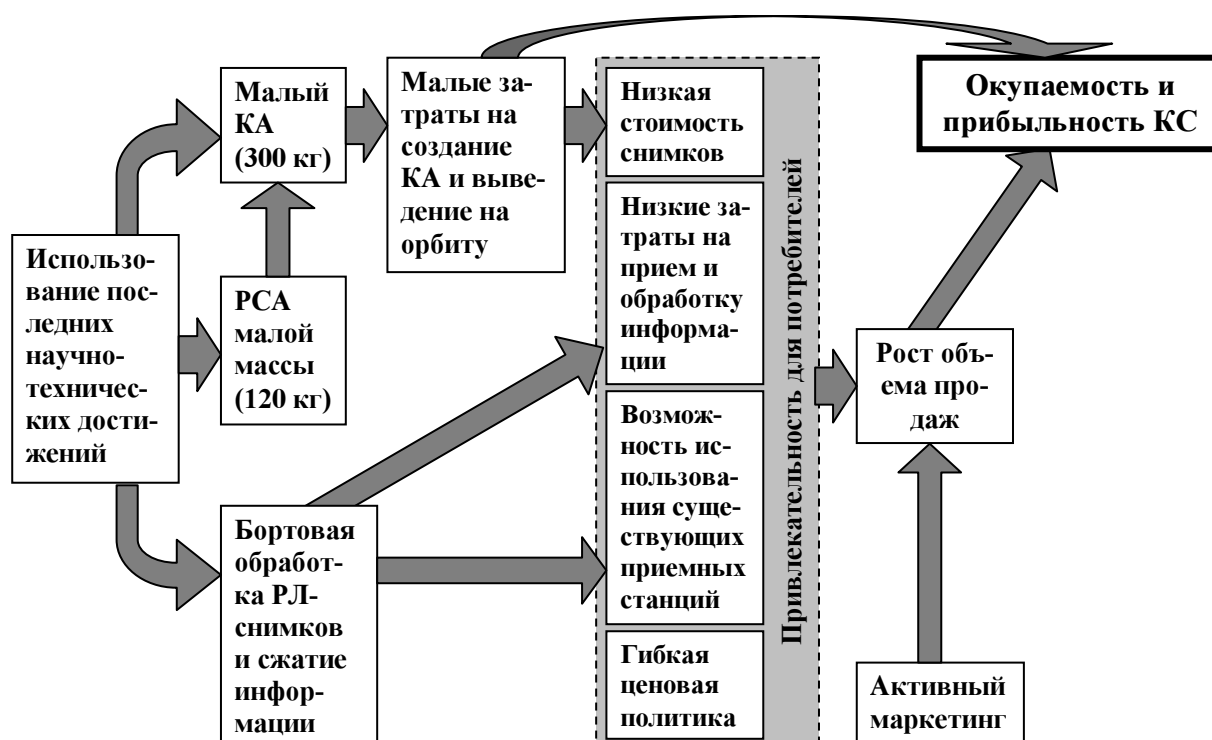 Использо-
вание пос-
ледних
научно-
техничес-
ких дости-
жений
Малый
КА
(300 кг)
РСА
малой
массы
(120 кг)
Бортовая
обработ-
ка РЛ-
снимков
и сжатие
инфор-
мации
Малые за-
траты на
создание
КА и выве-
дение на
орбиту
Низкая
стоимость
снимков
Низкие за-
траты на
прием и
обработку
информа-
ции
Возмож-
ность ис-
пользова-
ния суще-
ствующих
приемных
станций
Гибкая
ценовая
политика
Привлекательность для потребителей
Рост объ-
ема про-
даж
Активный
маркетинг
Окупаемость и
прибыльность КС